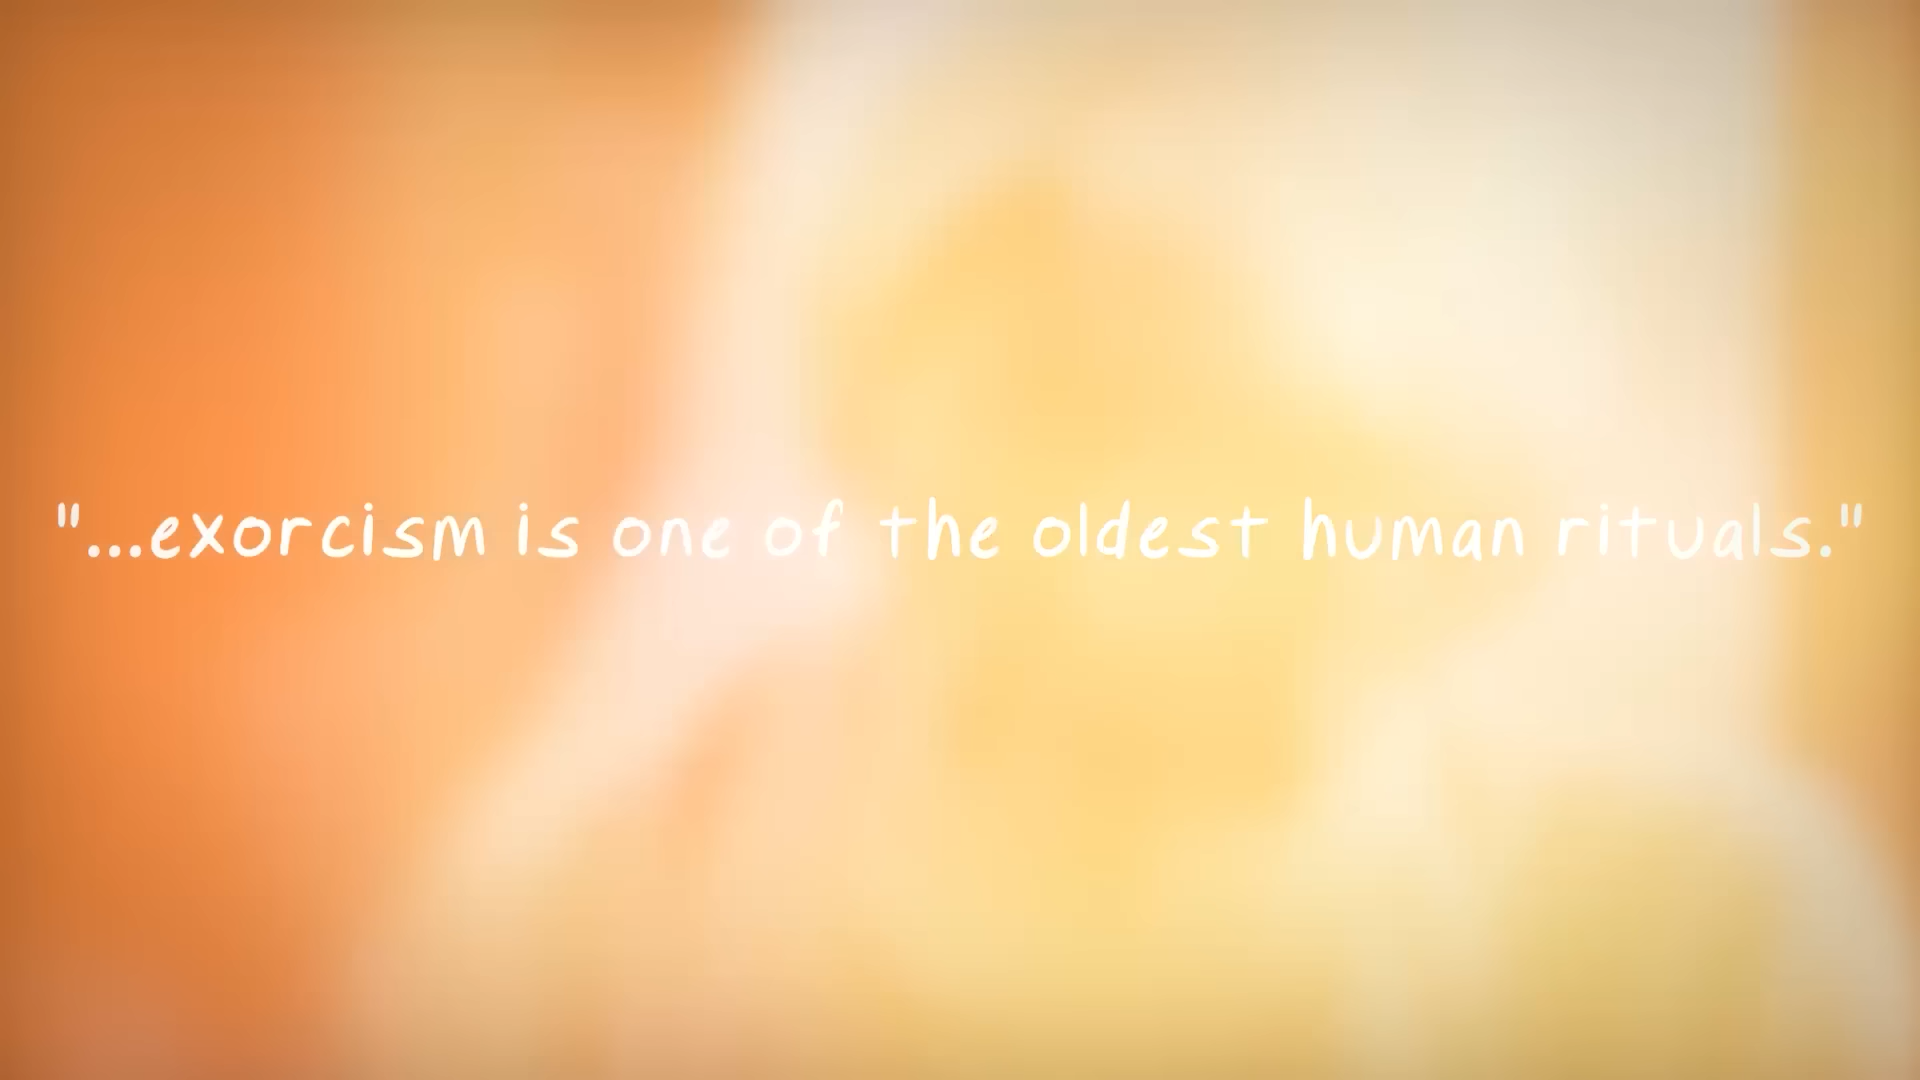 "...exorcism is one of the oldest human rituals."